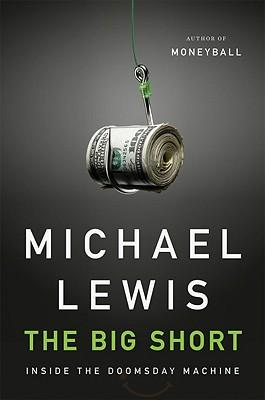 AUTHOR OF
MONEYBALL
MICHAEL
LEWIS
THE BIG SHORT
INSIDE THE DOOMSDAY MACHINE